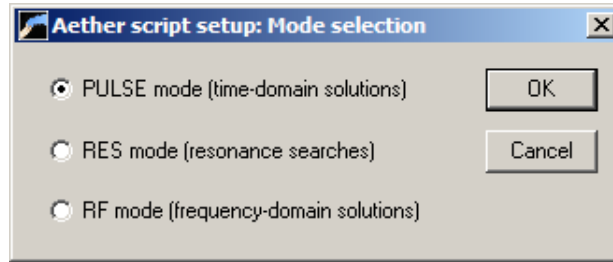 Aether script setup: Mode selection
PULSE mode (time-domain solutions)
OK
RES mode (resonance searches)
Cancel
RF mode (frequency-domain solutions)